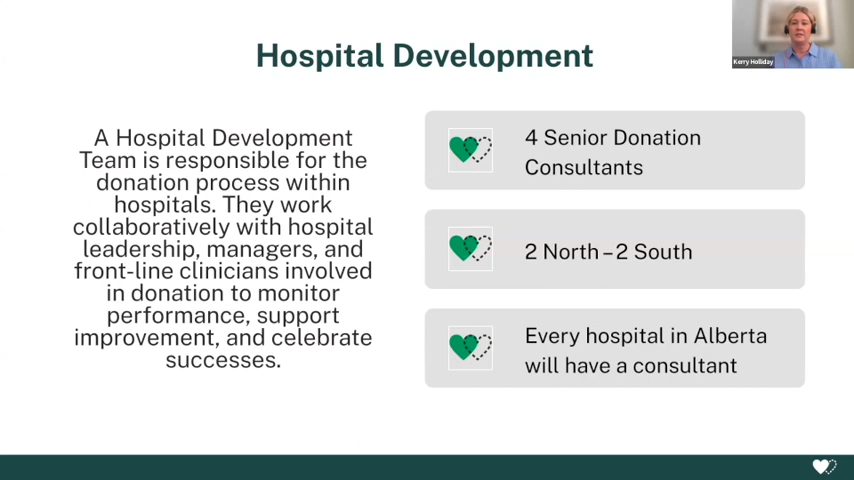 Hospital Development
Kerry Holliday
A Hospital Development
Team is responsible for the
donation process within
hospitals. They work
collaboratively with hospital
leadership, managers, and
front-line clinicians involved
in donation to monitor
performance, support
improvement, and celebrate
successes.
4 Senior Donation
Consultants
2 North – 2 South
Every hospital in Alberta
will have a consultant